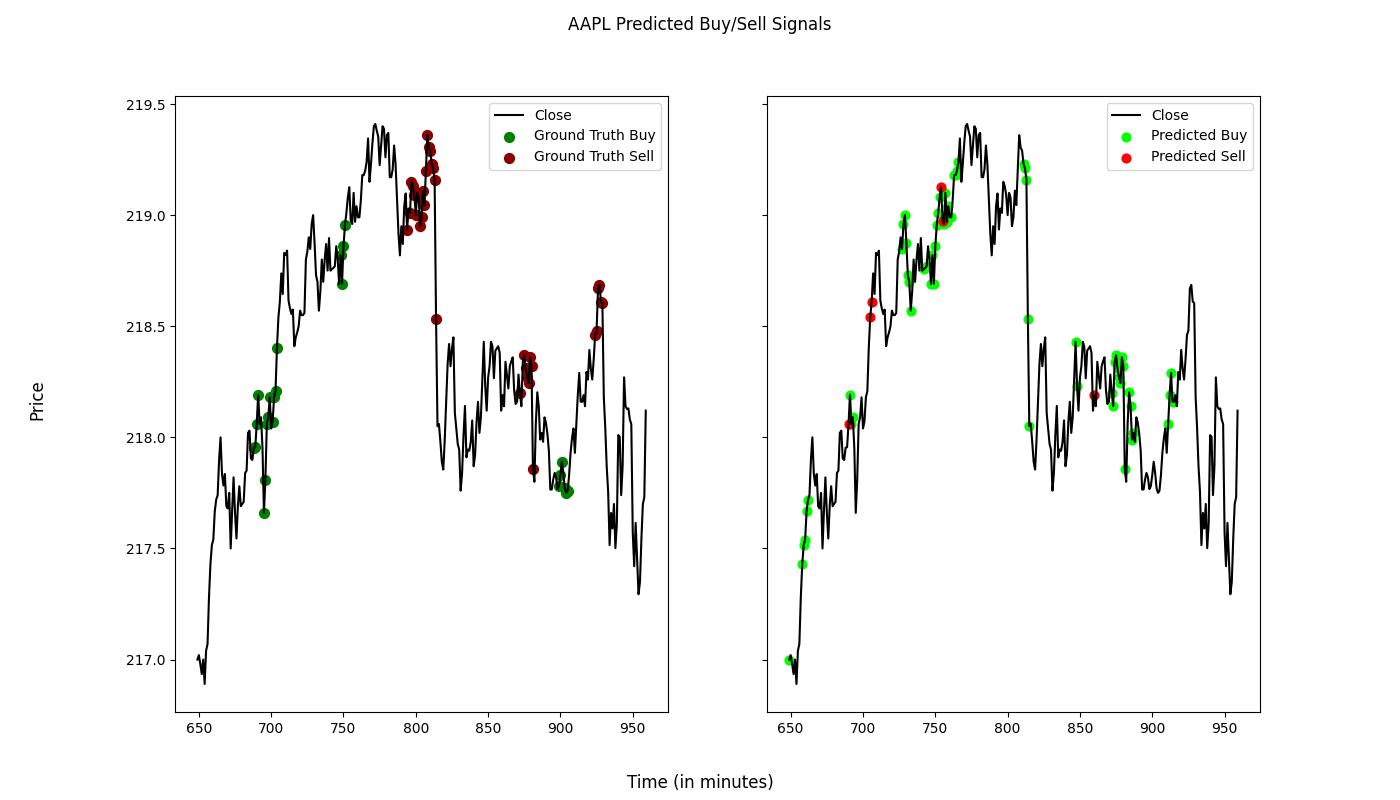 AAPL Predicted Buy/Sell Signals
Close
Ground Truth Buy
Ground Truth Sell
Close
Predicted Buy
Predicted Sell
219.5
219.0
218.5
218.0
217.5
217.0
Price
650 700 750 800 850 900 950
650 700 750 800 850 900 950
Time (in minutes)